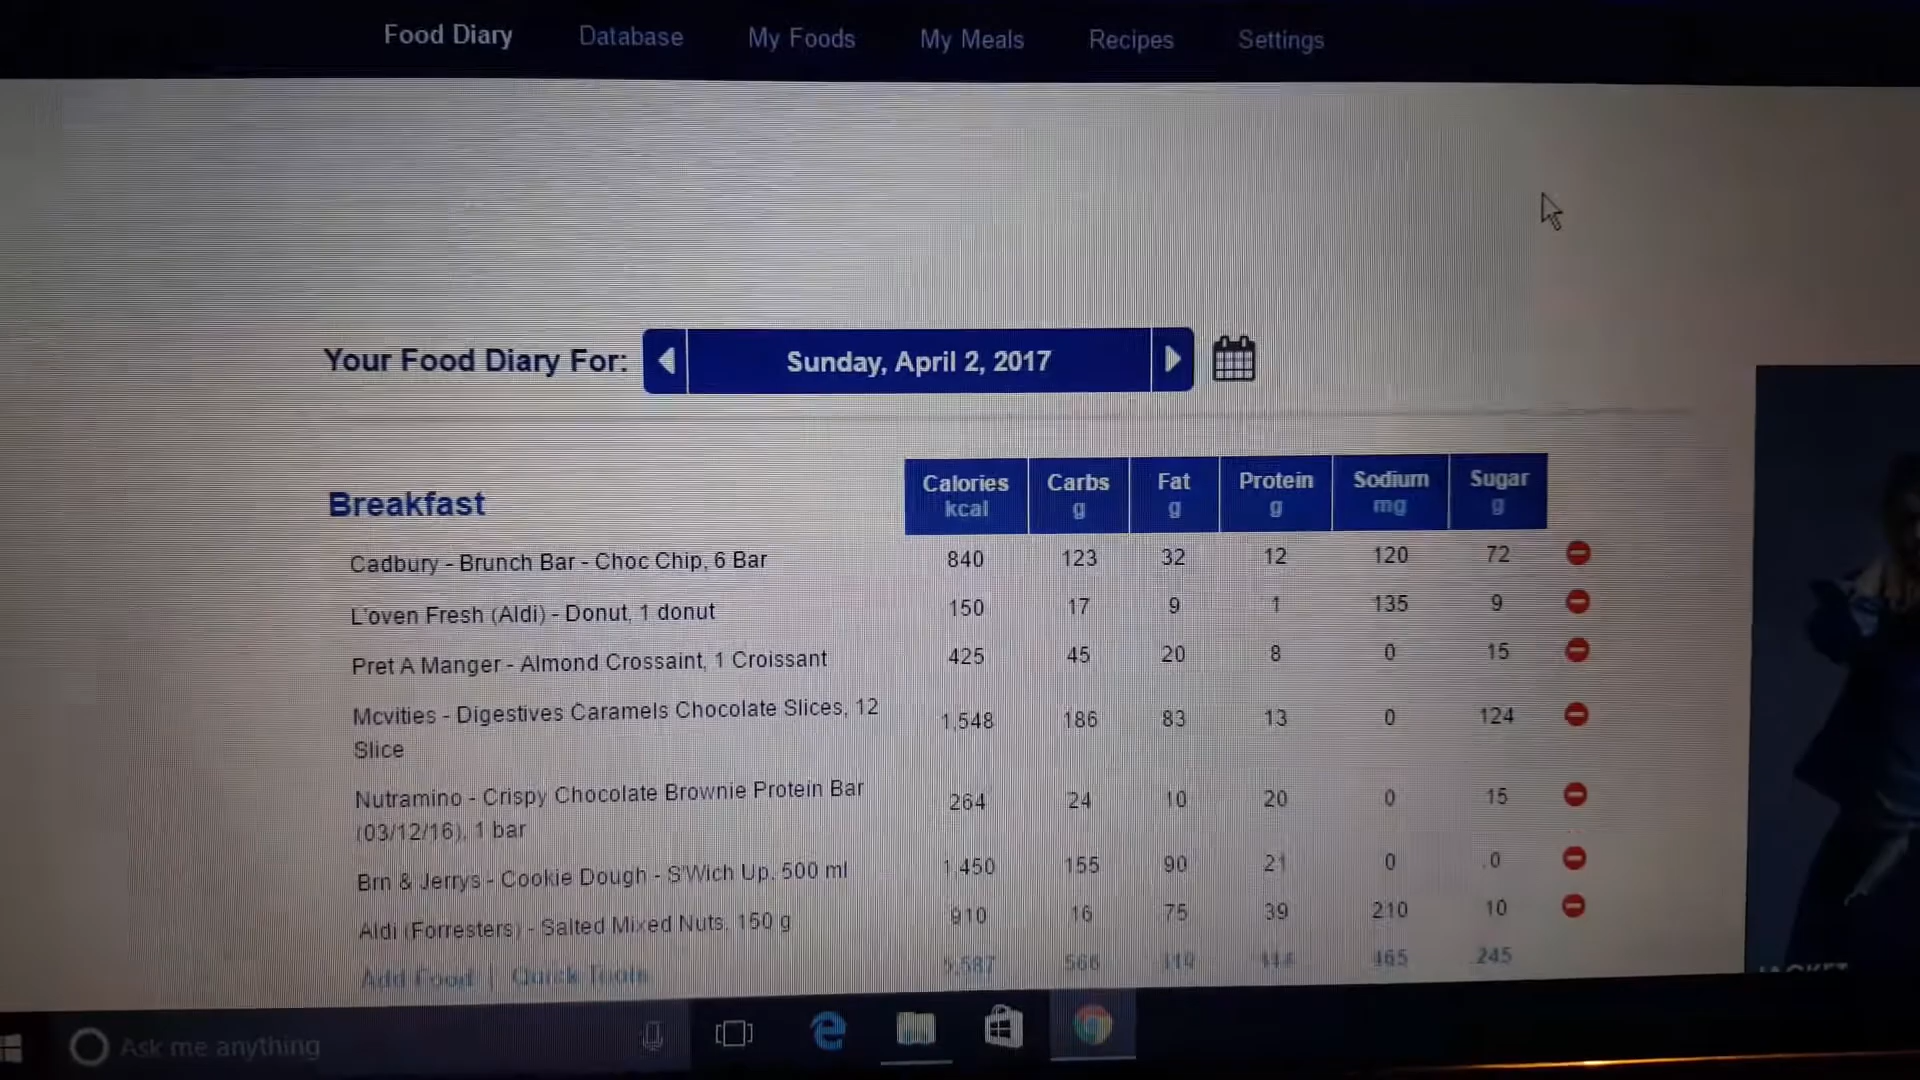 Food Diary Database My Foods My Meals Recipes Settings
Your Food Diary For: Sunday, April 2, 2017
Breakfast Calories kcal Carbs g Fat g Protein g Sodium mg Sugar g
Cadbury - Brunch Bar - Choc Chip, 6 Bar 840 123 32 12 120 72
L'oven Fresh (Aldi) - Donut, 1 donut 150 17 9 1 135 9
Pret A Manger - Almond Crossaint, 1 Croissant 425 45 20 8 0 15
Mcvities - Digestives Caramels Chocolate Slices, 12 1,548 186 83 13 0 124
Slice
Nutramino - Crispy Chocolate Brownie Protein Bar 264 24 10 20 0 15
(03/12/16), 1 bar
Brn & Jerrys - Cookie Dough - S'Wich Up, 500 ml 1,450 155 90 21 0 0
Aldi (Forresters) - Salted Mixed Nuts, 150 g 910 16 75 39 210 10
Add Food | Quick Tools 5,587 566 465 245
Ask me anything
JACKET